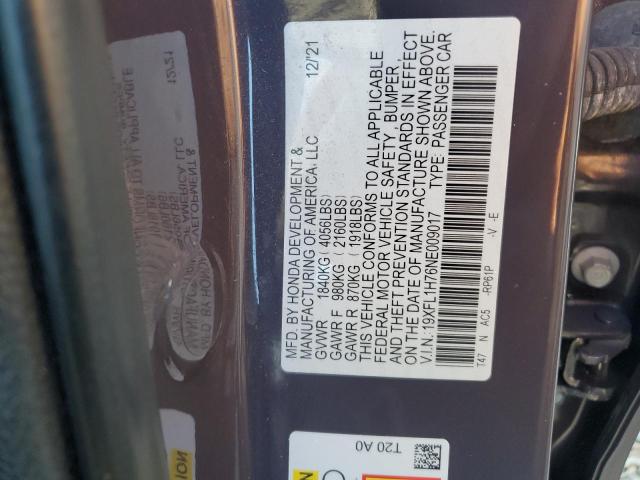 MFD. BY HONDA DEVELOPMENT & 12/'21
MANUFACTURING OF AMERICA, LLC
GVWR 1840KG (4056LBS)
GAWR F 980KG (2160LBS)
GAWR R 870KG (1918LBS)
THIS VEHICLE CONFORMS TO ALL APPLICABLE
FEDERAL MOTOR VEHICLE SAFETY, BUMPER,
AND THEFT PREVENTION STANDARDS IN EFFECT
ON THE DATE OF MANUFACTURE SHOWN ABOVE.
V.I.N:19XFL1H76NE009017 TYPE: PASSENGER CAR
T47 N AC5 -RP61P -V -E
T20 A0